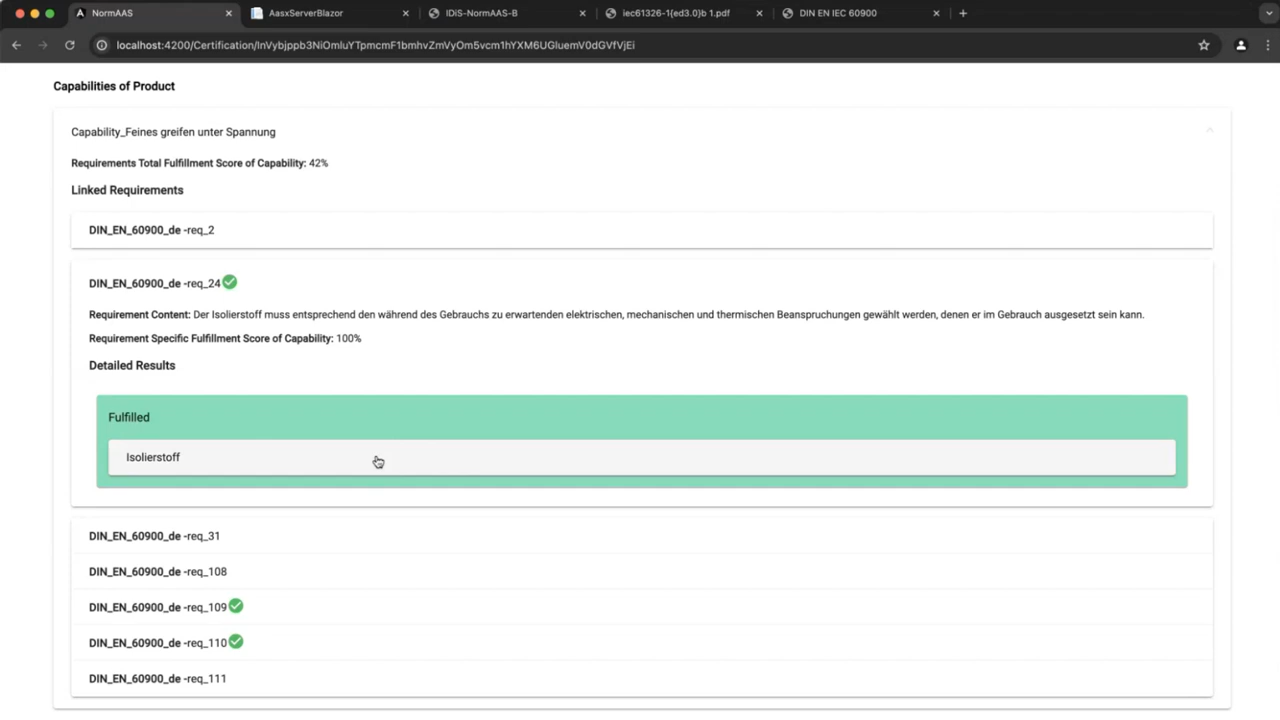 NormAAS
AasxServerBlazor
IDiS-NormAAS-B
iec61326-1{ed3.0}b 1.pdf
DIN EN IEC 60900
localhost:4200/Certification/InVybjppb3NiOmluYTpmcmF1bmhvZmVyOm5vcm1hYXM6UGluemV0dGVfVjEi
Capabilities of Product
Capability_Feines greifen unter Spannung
Requirements Total Fulfillment Score of Capability: 42%
Linked Requirements
DIN_EN_60900_de -req_2
DIN_EN_60900_de -req_24
Requirement Content: Der Isolierstoff muss entsprechend den während des Gebrauchs zu erwartenden elektrischen, mechanischen und thermischen Beanspruchungen gewählt werden, denen er im Gebrauch ausgesetzt sein kann.
Requirement Specific Fulfillment Score of Capability: 100%
Detailed Results
Fulfilled
Isolierstoff
DIN_EN_60900_de -req_31
DIN_EN_60900_de -req_108
DIN_EN_60900_de -req_109
DIN_EN_60900_de -req_110
DIN_EN_60900_de -req_111